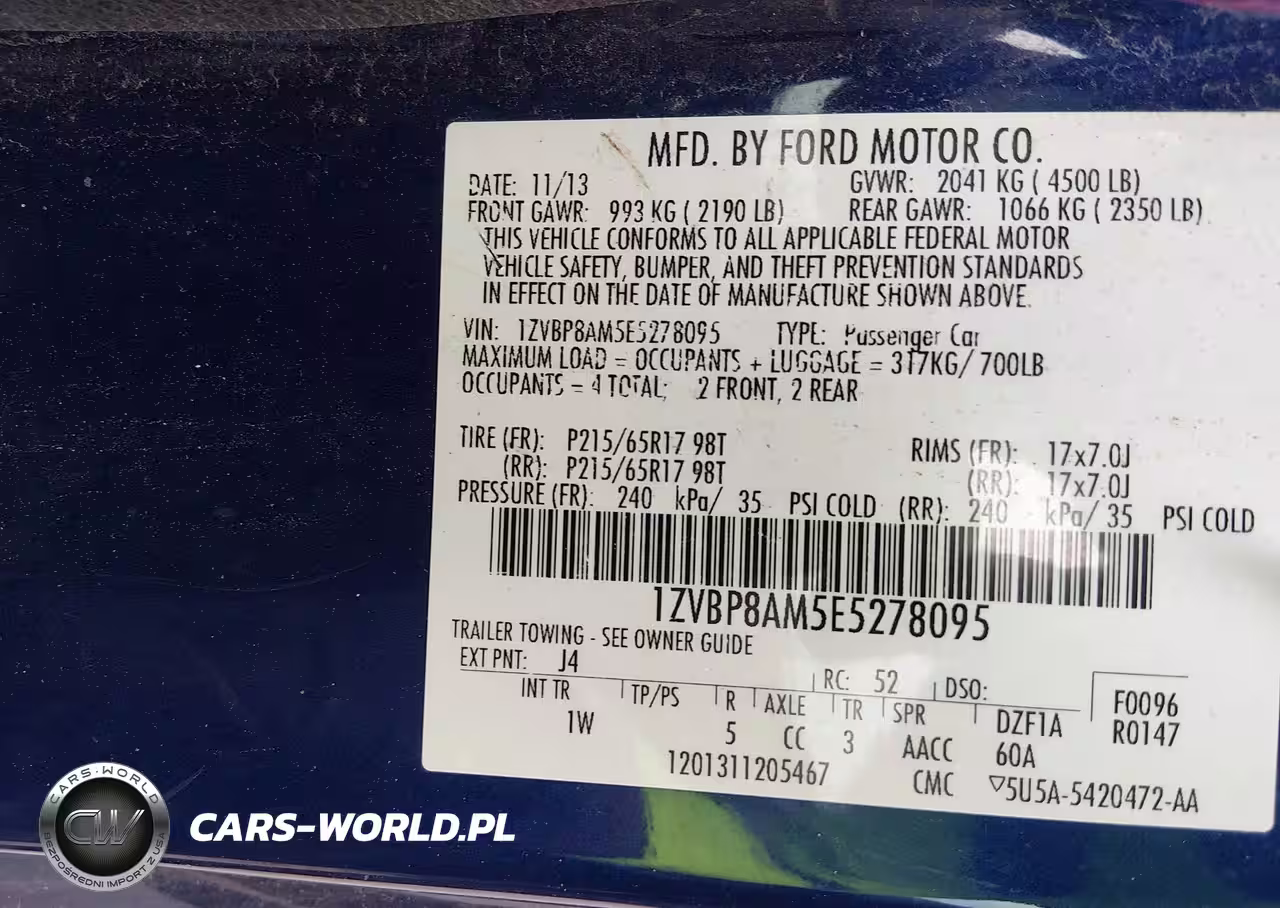 MFD. BY FORD MOTOR CO.
DATE: 11/13 GVWR: 2041 KG ( 4500 LB)
FRONT GAWR: 993 KG ( 2190 LB) REAR GAWR: 1066 KG ( 2350 LB)
THIS VEHICLE CONFORMS TO ALL APPLICABLE FEDERAL MOTOR
VEHICLE SAFETY, BUMPER, AND THEFT PREVENTION STANDARDS
IN EFFECT ON THE DATE OF MANUFACTURE SHOWN ABOVE.
VIN: 1ZVBP8AM5E5278095 TYPE: Passenger Car
MAXIMUM LOAD = OCCUPANTS + LUGGAGE = 317KG/ 700LB
OCCUPANTS = 4 TOTAL; 2 FRONT, 2 REAR
TIRE (FR): P215/65R17 98T RIMS (FR): 17x7.0J
(RR): P215/65R17 98T (RR): 17x7.0J
PRESSURE (FR): 240 kPa/ 35 PSI COLD (RR): 240 kPa/ 35 PSI COLD
1ZVBP8AM5E5278095
TRAILER TOWING - SEE OWNER GUIDE
EXT PNT: J4 RC: 52 DSO: F0096
INT TR TP/PS R AXLE TR SPR DZF1A R0147
1W 5 CC 3 AACC 60A
1201311205467 CMC ▽5U5A-5420472-AA
CARS-WORLD
CW
BEZPOŚREDNI IMPORT Z USA
CARS-WORLD.PL